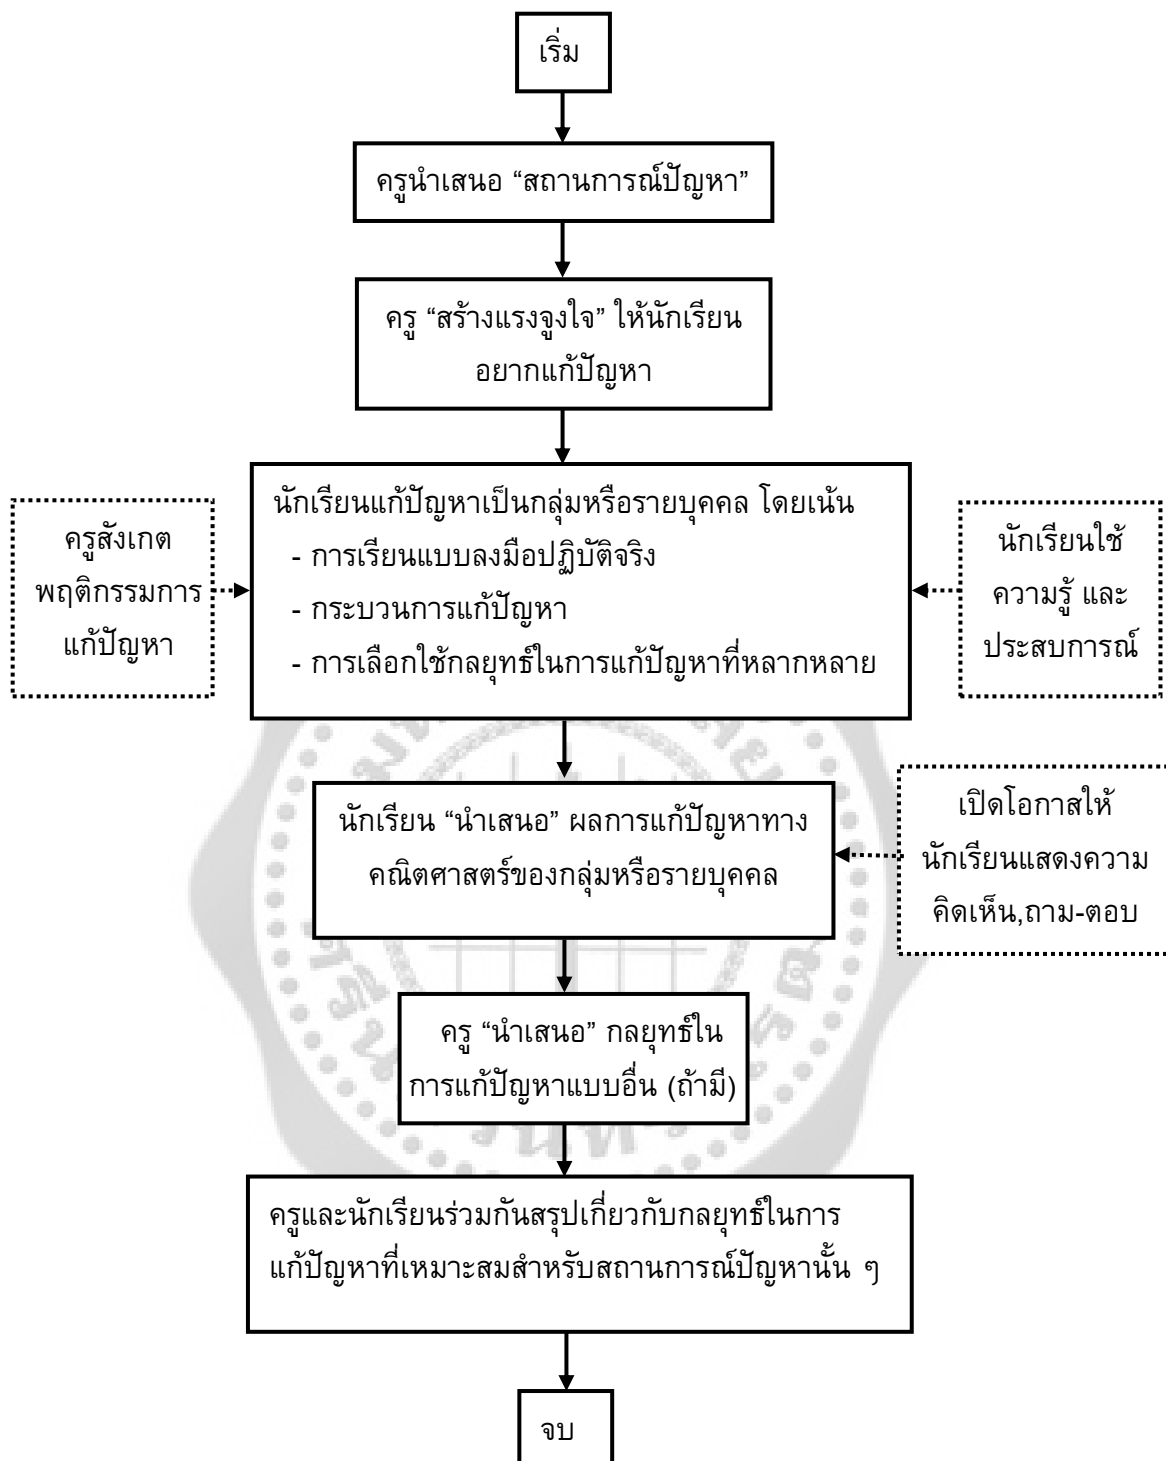 เริ่ม
ครูนำเสนอ “สถานการณ์ปัญหา”
ครู “สร้างแรงจูงใจ” ให้นักเรียน
อยากแก้ปัญหา
นักเรียนแก้ปัญหาเป็นกลุ่มหรือรายบุคคล โดยเน้น
- การเรียนแบบลงมือปฏิบัติจริง
- กระบวนการแก้ปัญหา
- การเลือกใช้กลยุทธ์ในการแก้ปัญหาที่หลากหลาย
ครูสังเกต
พฤติกรรมการ
แก้ปัญหา
นักเรียนใช้
ความรู้ และ
ประสบการณ์
นักเรียน “นำเสนอ” ผลการแก้ปัญหาทาง
คณิตศาสตร์ของกลุ่มหรือรายบุคคล
เปิดโอกาสให้
นักเรียนแสดงความ
คิดเห็น,ถาม-ตอบ
ครู “นำเสนอ” กลยุทธ์ใน
การแก้ปัญหาแบบอื่น (ถ้ามี)
ครูและนักเรียนร่วมกันสรุปเกี่ยวกับกลยุทธ์ในการ
แก้ปัญหาที่เหมาะสมสำหรับสถานการณ์ปัญหานั้น ๆ
จบ